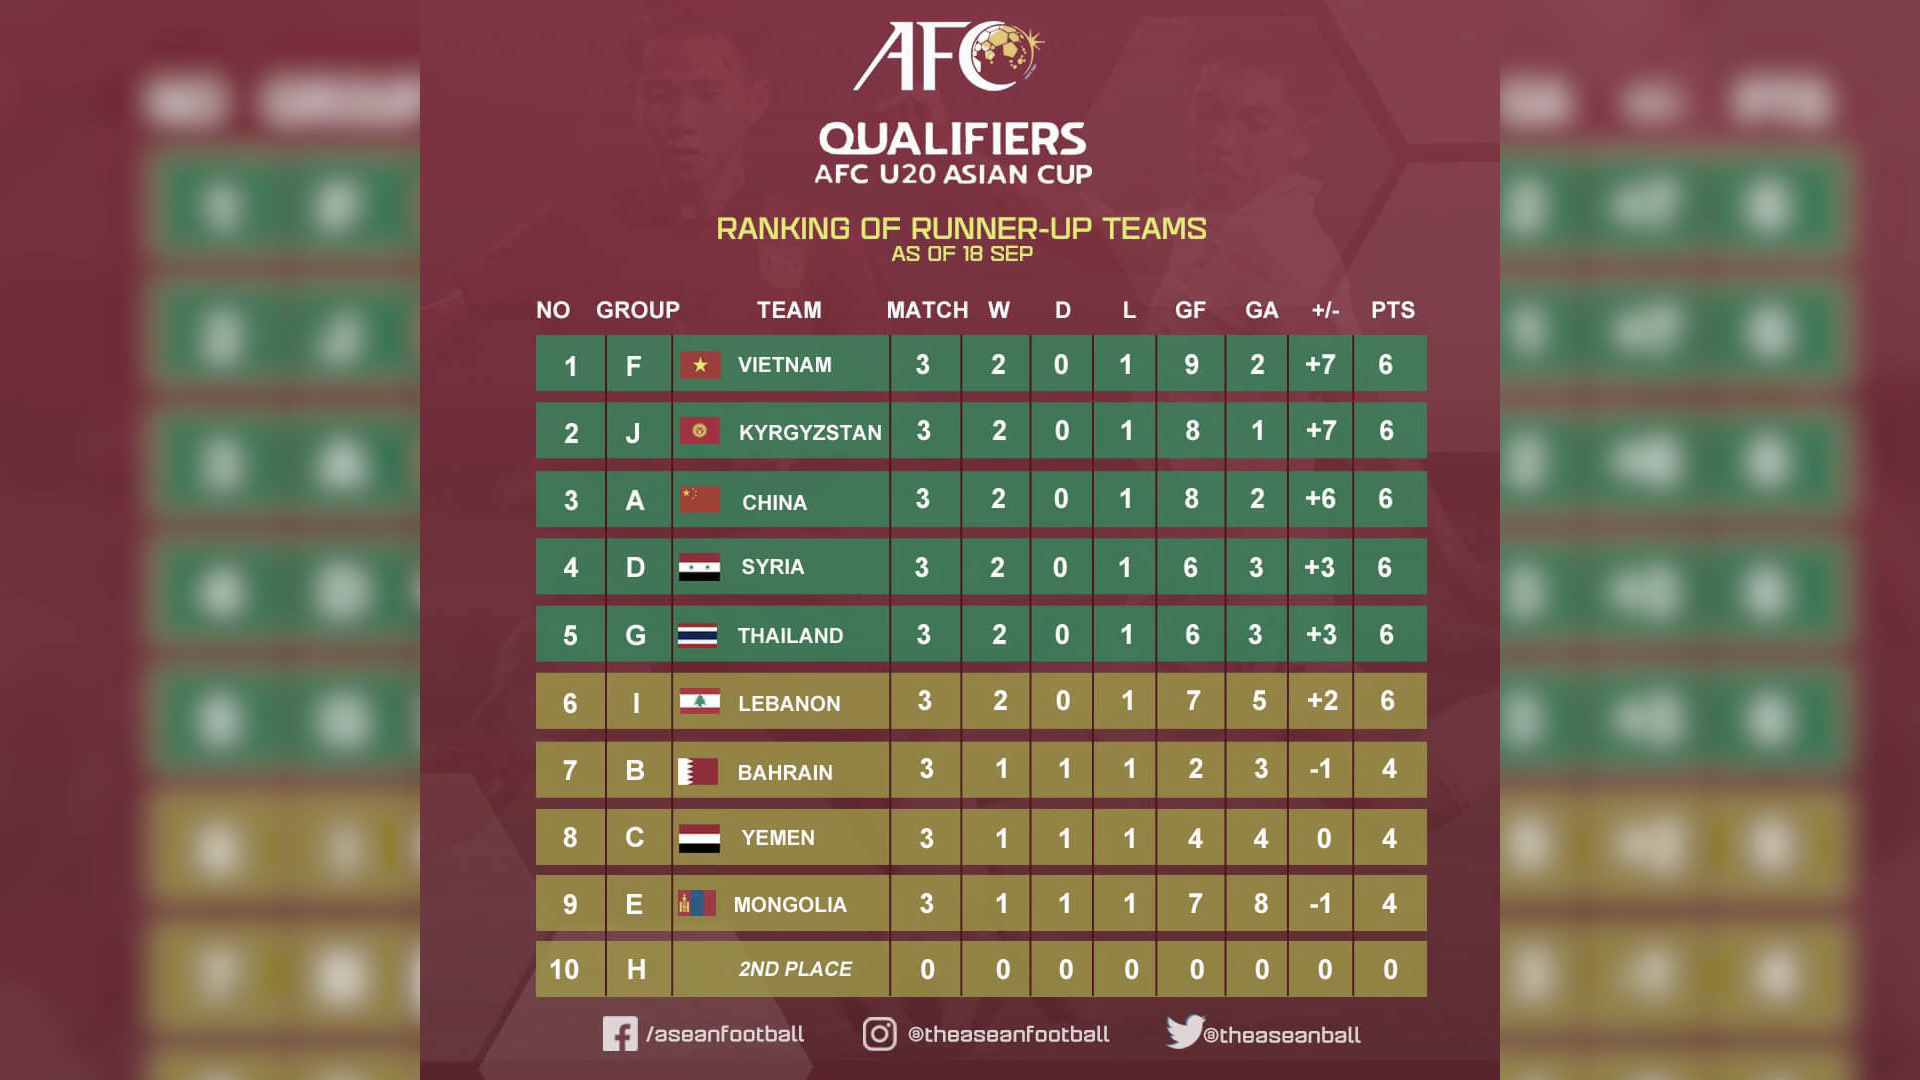 AFC
QUALIFIERS
AFC U20 ASIAN CUP
RANKING OF RUNNER-UP TEAMS
AS OF 18 SEP
NO GROUP TEAM MATCH W D L GF GA +/- PTS
1 F VIETNAM 3 2 0 1 9 2 +7 6
2 J KYRGYZSTAN 3 2 0 1 8 1 +7 6
3 A CHINA 3 2 0 1 8 2 +6 6
4 D SYRIA 3 2 0 1 6 3 +3 6
5 G THAILAND 3 2 0 1 6 3 +3 6
6 I LEBANON 3 2 0 1 7 5 +2 6
7 B BAHRAIN 3 1 1 1 2 3 -1 4
8 C YEMEN 3 1 1 1 4 4 0 4
9 E MONGOLIA 3 1 1 1 7 8 -1 4
10 H 2ND PLACE 0 0 0 0 0 0 0 0
/aseanfootball @theaseanfootball @theaseanball